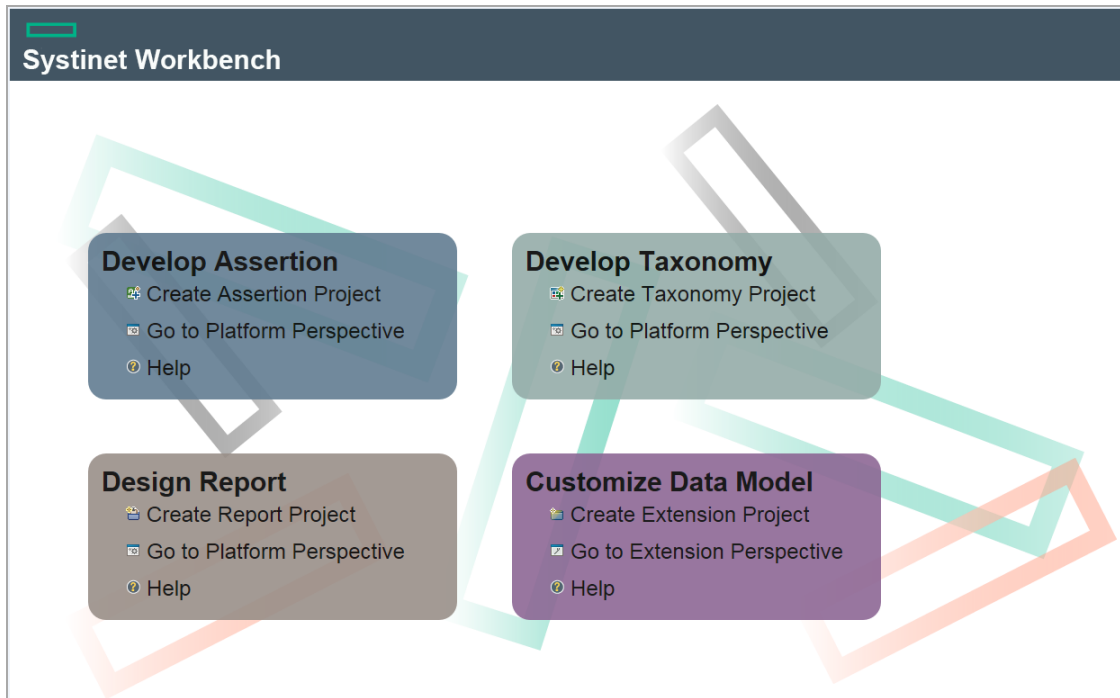 Systinet Workbench
Develop Assertion
Create Assertion Project
Go to Platform Perspective
Help
Develop Taxonomy
Create Taxonomy Project
Go to Platform Perspective
Help
Design Report
Create Report Project
Go to Platform Perspective
Help
Customize Data Model
Create Extension Project
Go to Extension Perspective
Help